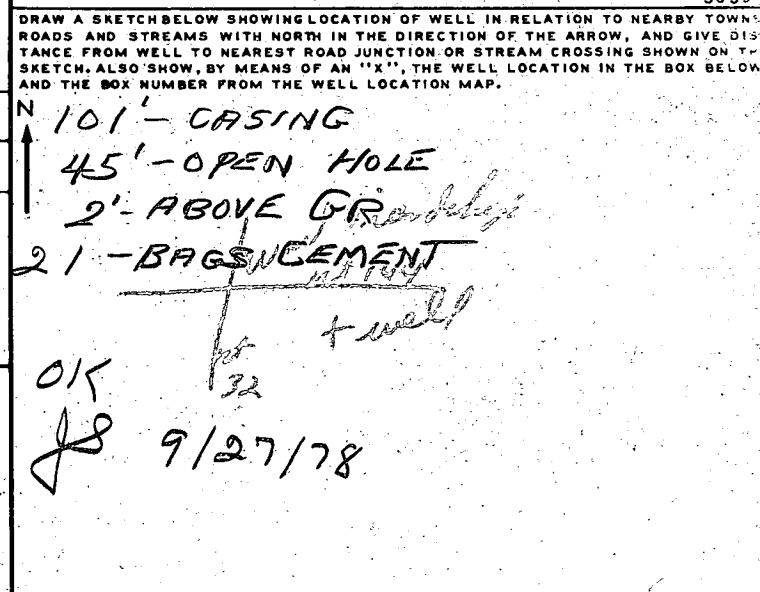 DRAW A SKETCH BELOW SHOWING LOCATION OF WELL IN RELATION TO NEARBY TOWNS
ROADS AND STREAMS WITH NORTH IN THE DIRECTION OF THE ARROW, AND GIVE DIS-
TANCE FROM WELL TO NEAREST ROAD JUNCTION OR STREAM CROSSING SHOWN ON TH
SKETCH. ALSO SHOW, BY MEANS OF AN "X", THE WELL LOCATION IN THE BOX BELOW
AND THE BOX NUMBER FROM THE WELL LOCATION MAP.
N
101' - CASING
45' - OPEN HOLE
2' - ABOVE GR
21 - BAGS CEMENT
+ well
rt
32
OK
JS 9/27/78